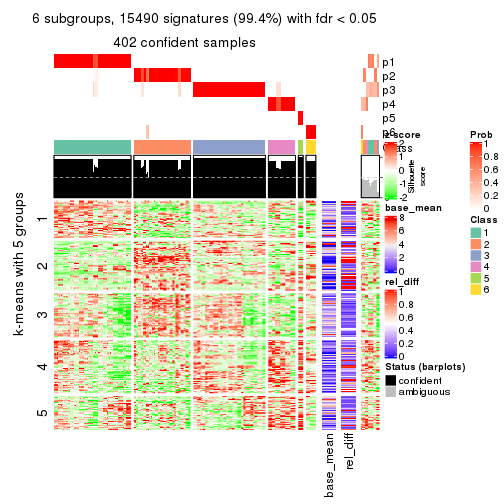 6 subgroups, 15490 signatures (99.4%) with fdr < 0.05
402 confident samples
p1
p2
p3
p4
p5
p6
Class
z_score
2
1
0
-1
-2
Silhouette
score
base_mean
8
6
4
2
0
rel_diff
1
0.8
0.6
0.4
0.2
0
Prob
1
0.8
0.6
0.4
0.2
0
Class
1
2
3
4
5
6
Status (barplots)
confident
ambiguous
k-means with 5 groups
1
2
3
4
5
base_mean
rel_diff